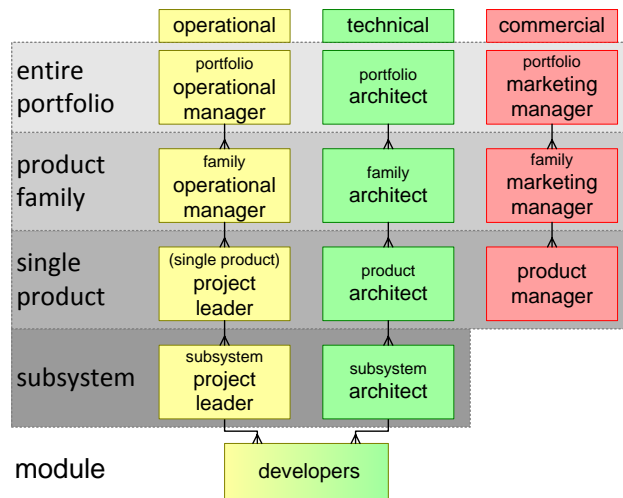 operational
technical
commercial
entire
portfolio
portfolio
operational
manager
portfolio
architect
portfolio
marketing
manager
product
family
family
operational
manager
family
architect
family
marketing
manager
single
product
(single product)
project
leader
product
architect
product
manager
subsystem
subsystem
project
leader
subsystem
architect
module
developers